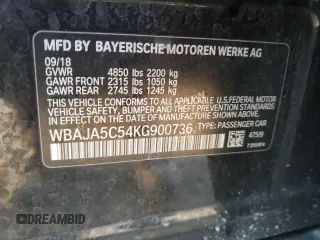 MFD BY BAYERISCHE MOTOREN WERKE AG
09/18
GVWR 4850 lbs 2200 kg
GAWR FRONT 2315 lbs 1050 kg
GAWR REAR 2745 lbs 1245 kg
THIS VEHICLE CONFORMS TO ALL APPLICABLE U.S. FEDERAL MOTOR
VEHICLE SAFETY, BUMPER, AND THEFT PREVENTION STANDARDS
IN EFFECT ON THE DATE OF MANUFACTURE SHOWN ABOVE.
WBAJA5C54KG900736 TYPE: PASSENGER CAR
475/9
DREAMBID